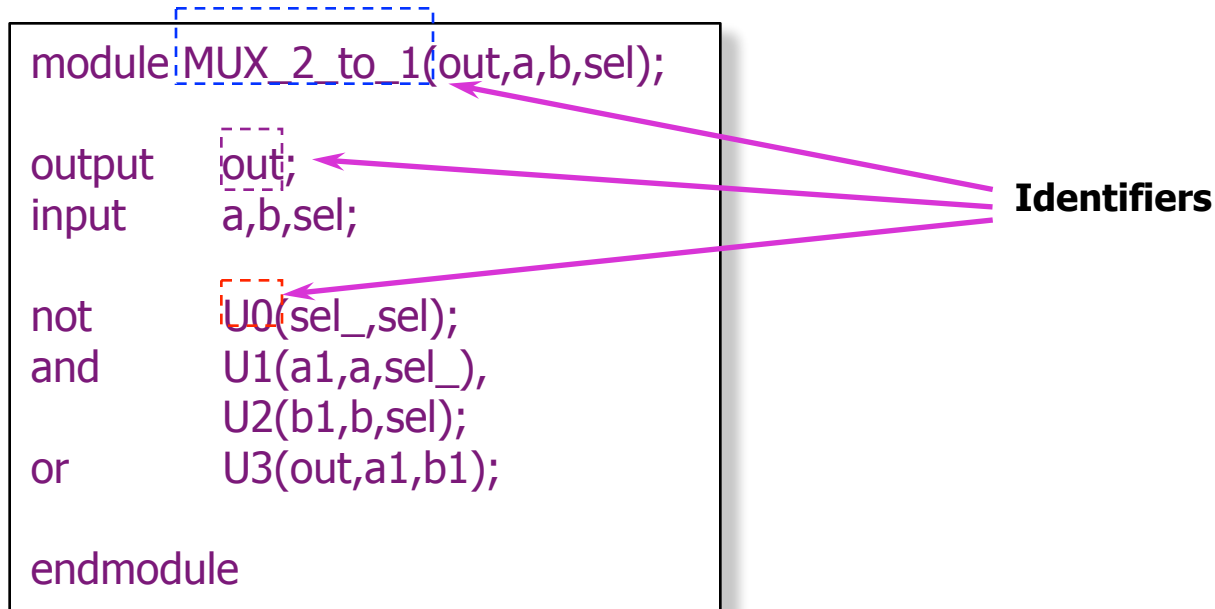 module MUX_2_to_1(out,a,b,sel);
output out;
input a,b,sel;
Identifiers
not U0(sel_,sel);
and U1(a1,a,sel_),
U2(b1,b,sel);
or U3(out,a1,b1);
endmodule